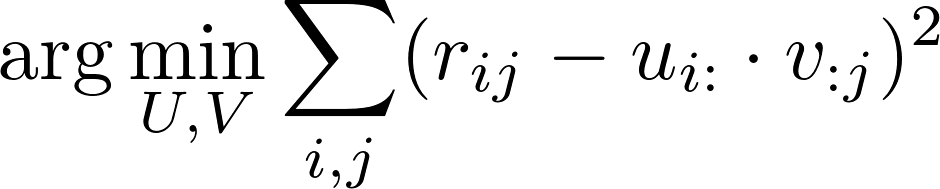 arg min_{U,V} ∑_{i,j} (r_{ij} − u_{i:} · v_{:j})²